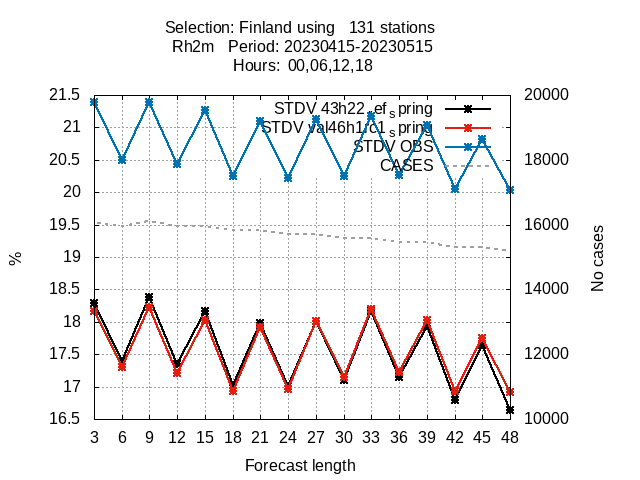 Selection: Finland using 131 stations
Rh2m Period: 20230415-20230515
Hours: 00,06,12,18
21.5
21
20.5
20
19.5
19
18.5
18
17.5
17
16.5
%
STDV 43h22_ef_spring
STDV val46h1rc1_spring
STDV OBS
CASES
20000
18000
16000
14000
12000
10000
No cases
3 6 9 12 15 18 21 24 27 30 33 36 39 42 45 48
Forecast length